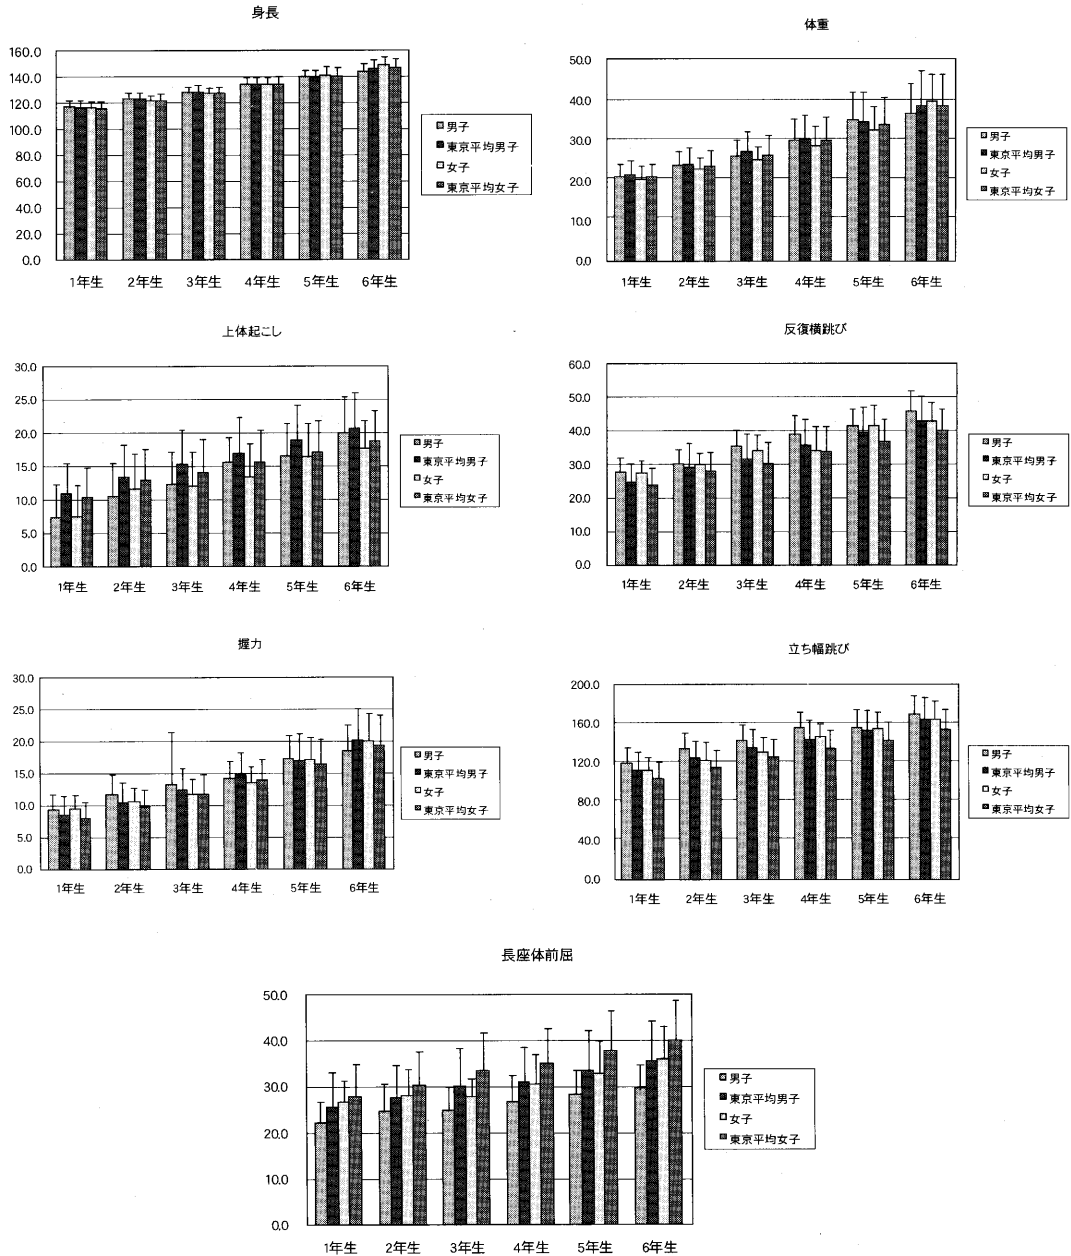 身長
160.0
140.0
120.0
100.0
80.0
60.0
40.0
20.0
0.0
1年生 2年生 3年生 4年生 5年生 6年生
男子
東京平均男子
女子
東京平均女子
体重
50.0
40.0
30.0
20.0
10.0
0.0
1年生 2年生 3年生 4年生 5年生 6年生
男子
東京平均男子
女子
東京平均女子
上体起こし
30.0
25.0
20.0
15.0
10.0
5.0
0.0
1年生 2年生 3年生 4年生 5年生 6年生
男子
東京平均男子
女子
東京平均女子
反復横跳び
60.0
50.0
40.0
30.0
20.0
10.0
0.0
1年生 2年生 3年生 4年生 5年生 6年生
男子
東京平均男子
女子
東京平均女子
握力
30.0
25.0
20.0
15.0
10.0
5.0
0.0
1年生 2年生 3年生 4年生 5年生 6年生
男子
東京平均男子
女子
東京平均女子
立ち幅跳び
200.0
160.0
120.0
80.0
40.0
0.0
1年生 2年生 3年生 4年生 5年生 6年生
男子
東京平均男子
女子
東京平均女子
長座体前屈
50.0
40.0
30.0
20.0
10.0
0.0
1年生 2年生 3年生 4年生 5年生 6年生
男子
東京平均男子
女子
東京平均女子